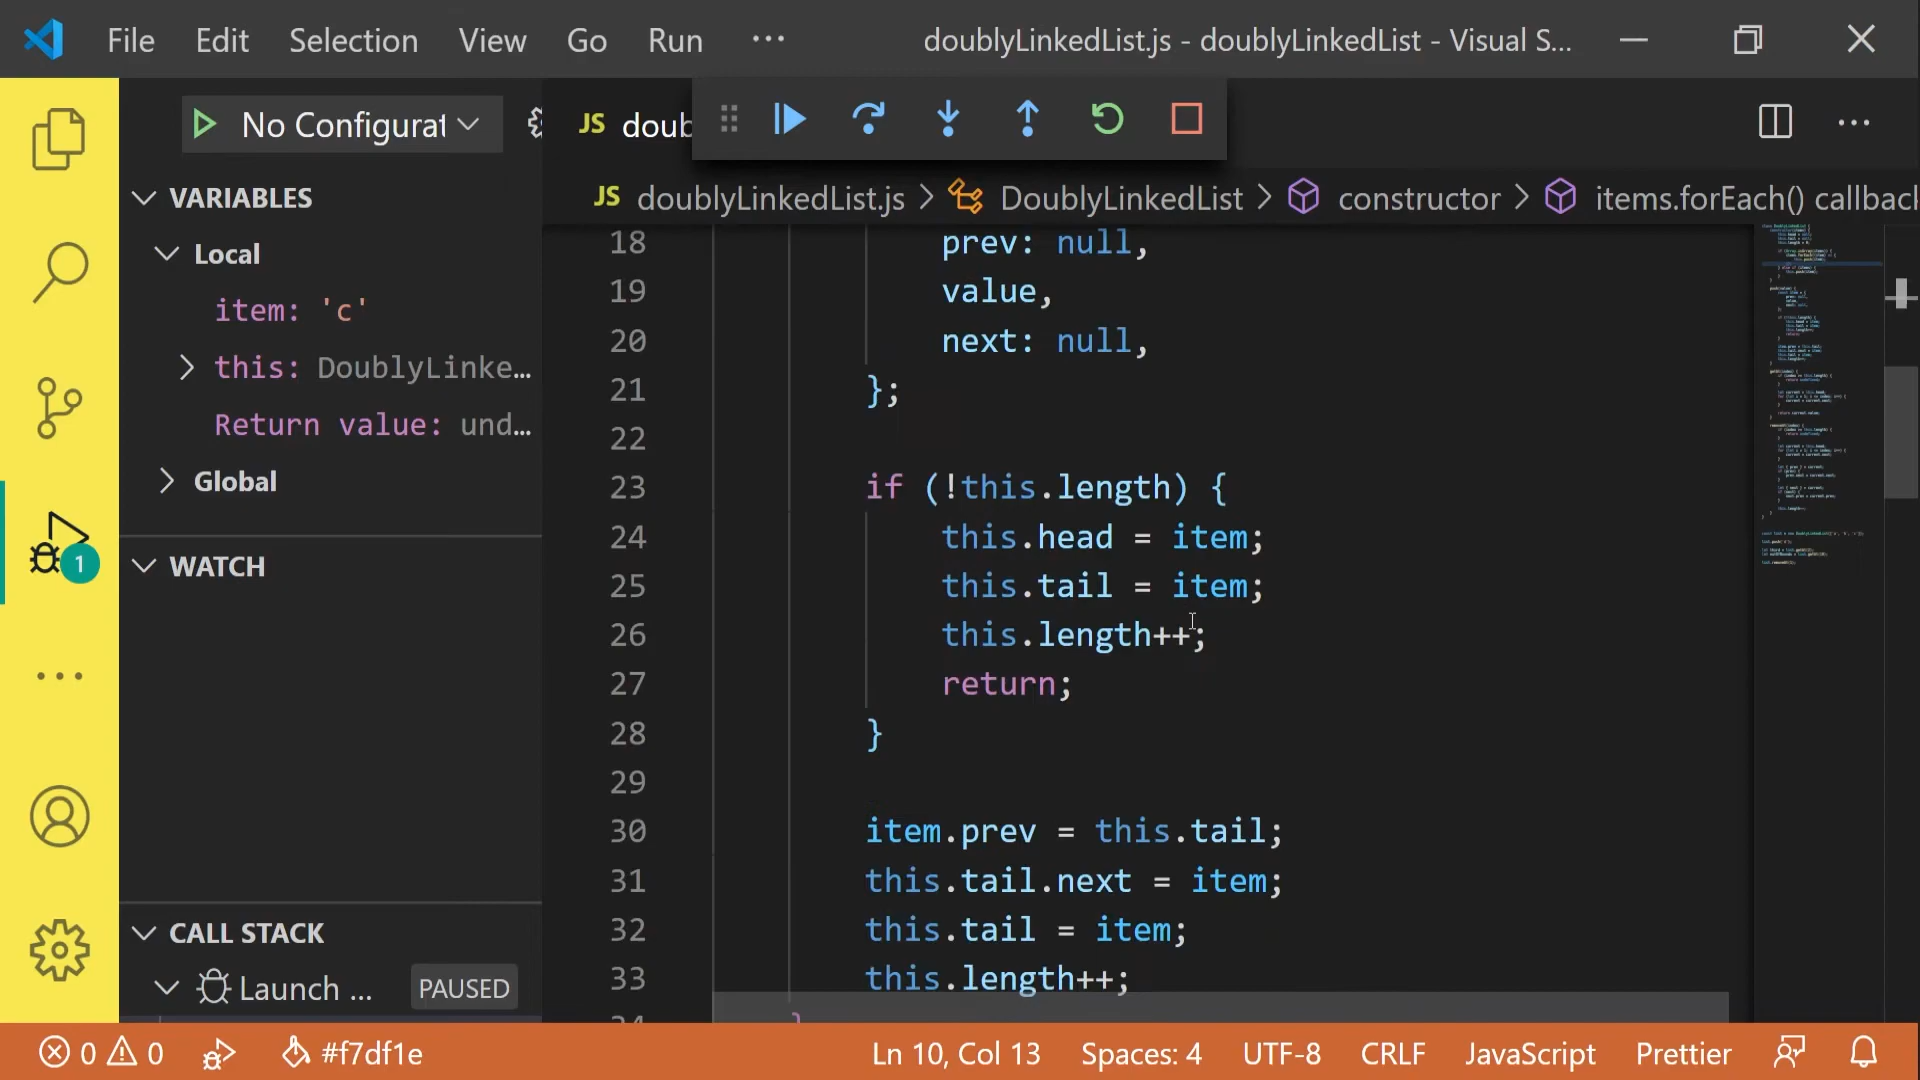 File Edit Selection View Go Run ··· doublyLinkedList.js - doublyLinkedList - Visual S...
No Configurat
JS doub
JS doublyLinkedList.js > DoublyLinkedList > constructor > items.forEach() callback
VARIABLES
Local
item: 'c'
this: DoublyLinke...
Return value: und...
Global
WATCH
CALL STACK
Launch ... PAUSED
1
18 prev: null,
19 value,
20 next: null,
21 };
22
23 if (!this.length) {
24 this.head = item;
25 this.tail = item;
26 this.length++;
27 return;
28 }
29
30 item.prev = this.tail;
31 this.tail.next = item;
32 this.tail = item;
33 this.length++;
0 0 #f7df1e Ln 10, Col 13 Spaces: 4 UTF-8 CRLF JavaScript Prettier